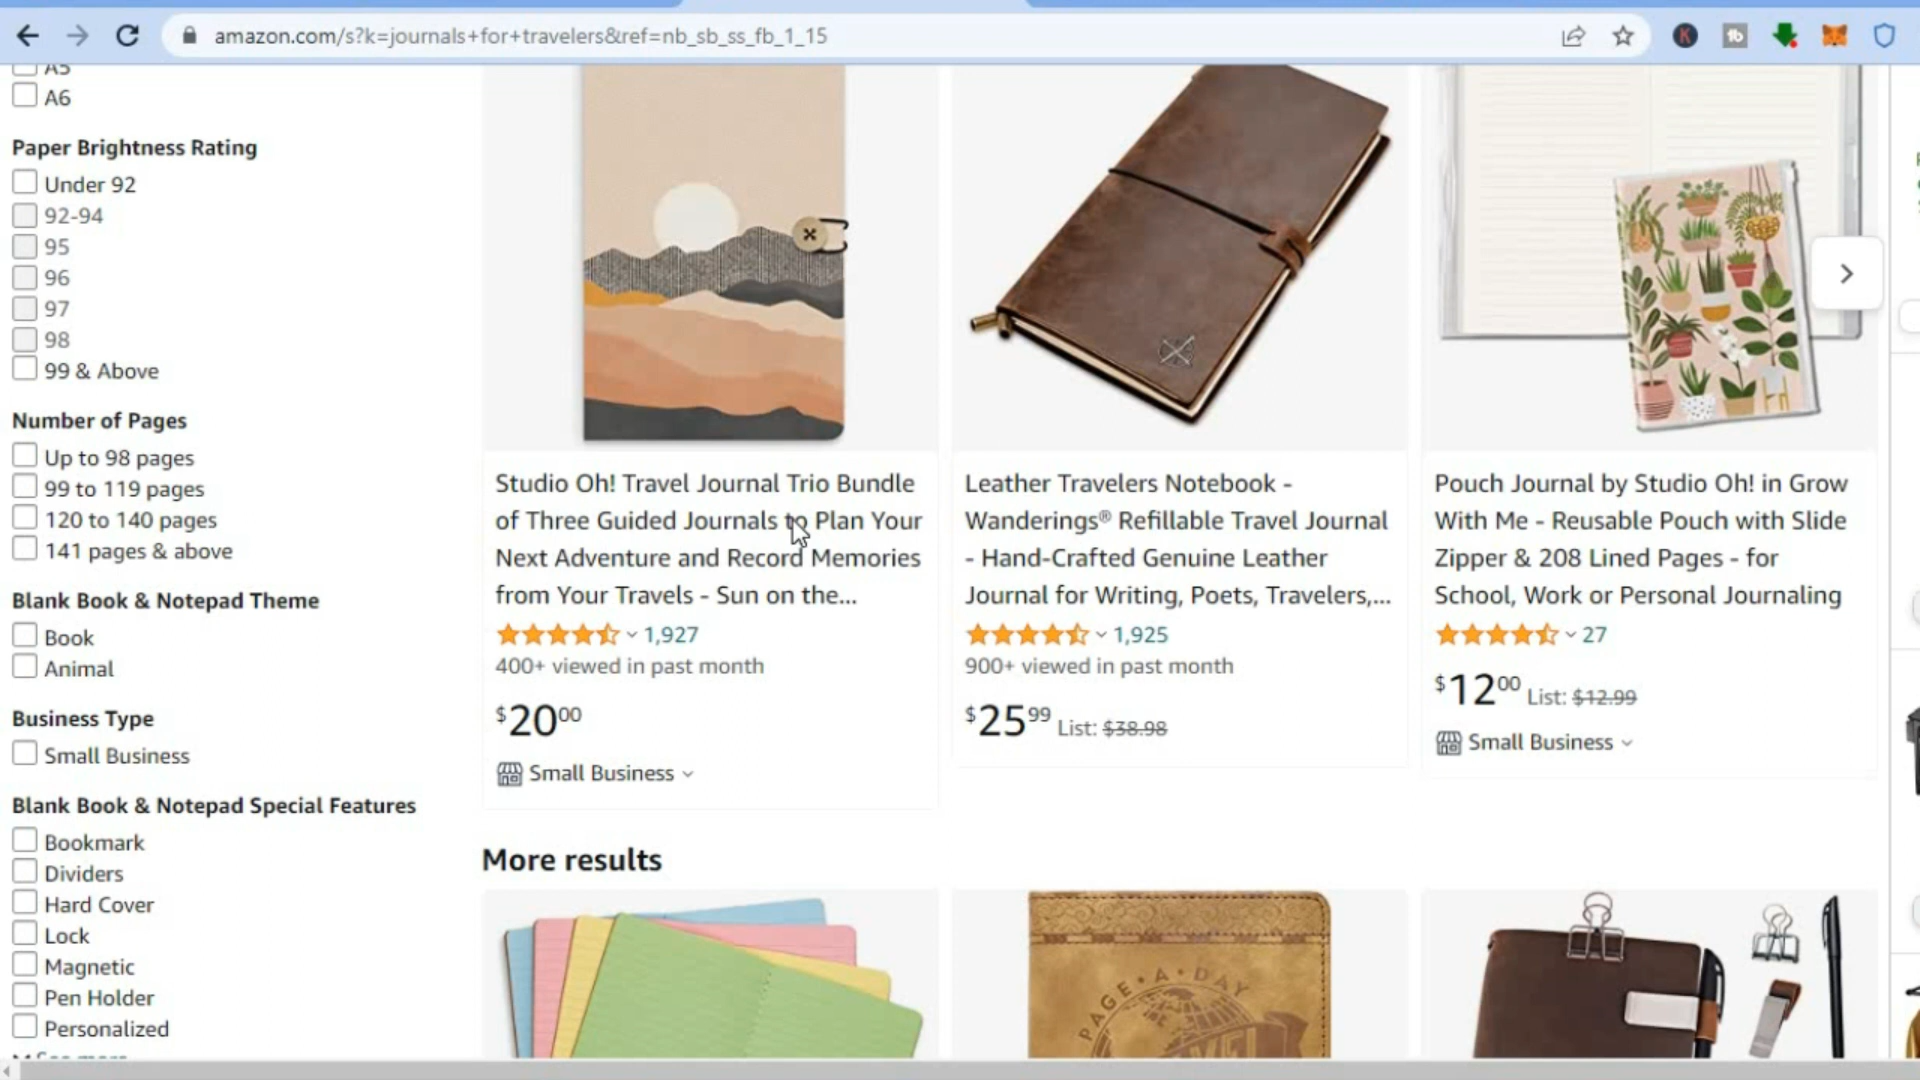 amazon.com/s?k=journals+for+travelers&ref=nb_sb_ss_fb_1_15
A5
A6
Paper Brightness Rating
Under 92
92-94
95
96
97
98
99 & Above
Number of Pages
Up to 98 pages
99 to 119 pages
120 to 140 pages
141 pages & above
Blank Book & Notepad Theme
Book
Animal
Business Type
Small Business
Blank Book & Notepad Special Features
Bookmark
Dividers
Hard Cover
Lock
Magnetic
Pen Holder
Personalized
See more
Studio Oh! Travel Journal Trio Bundle
of Three Guided Journals to Plan Your
Next Adventure and Record Memories
from Your Travels - Sun on the...
1,927
400+ viewed in past month
$2000
Small Business
Leather Travelers Notebook -
Wanderings® Refillable Travel Journal
- Hand-Crafted Genuine Leather
Journal for Writing, Poets, Travelers,...
1,925
900+ viewed in past month
$2599 List: $38.98
Pouch Journal by Studio Oh! in Grow
With Me - Reusable Pouch with Slide
Zipper & 208 Lined Pages - for
School, Work or Personal Journaling
27
$1200 List: $12.99
Small Business
More results
PAGE • A • DAY